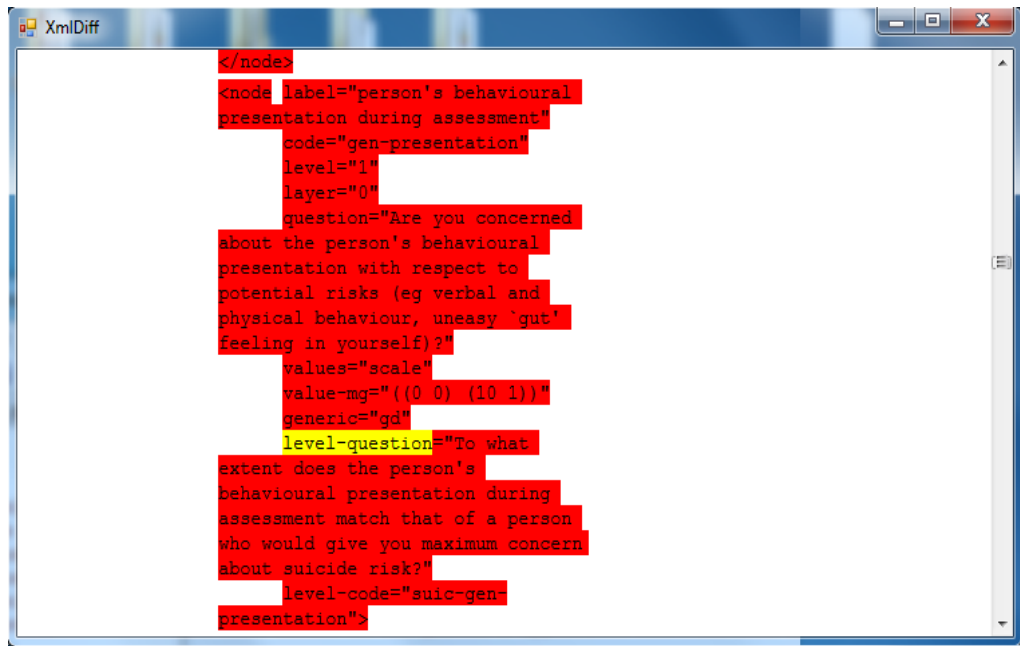 XmlDiff
</node>
<node label="person's behavioural
presentation during assessment"
code="gen-presentation"
level="1"
layer="0"
question="Are you concerned
about the person's behavioural
presentation with respect to
potential risks (eg verbal and
physical behaviour, uneasy `gut'
feeling in yourself)?"
values="scale"
value-mg="((0 0) (10 1))"
generic="gd"
level-question="To what
extent does the person's
behavioural presentation during
assessment match that of a person
who would give you maximum concern
about suicide risk?"
level-code="suic-gen-
presentation">